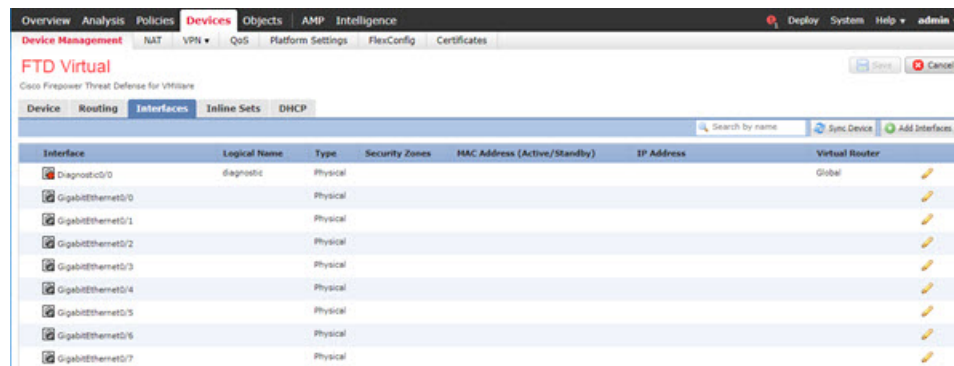 Overview Analysis Policies Devices Objects AMP Intelligence Deploy System Help admin
Device Management NAT VPN QoS Platform Settings FlexConfig Certificates
FTD Virtual Save Cancel
Cisco Firepower Threat Defense for VMWare
Device Routing Interfaces Inline Sets DHCP
Search by name Sync Device Add Interfaces
Interface Logical Name Type Security Zones MAC Address (Active/Standby) IP Address Virtual Router
Diagnostic0/0 diagnostic Physical Global
GigabitEthernet0/0 Physical
GigabitEthernet0/1 Physical
GigabitEthernet0/2 Physical
GigabitEthernet0/3 Physical
GigabitEthernet0/4 Physical
GigabitEthernet0/5 Physical
GigabitEthernet0/6 Physical
GigabitEthernet0/7 Physical